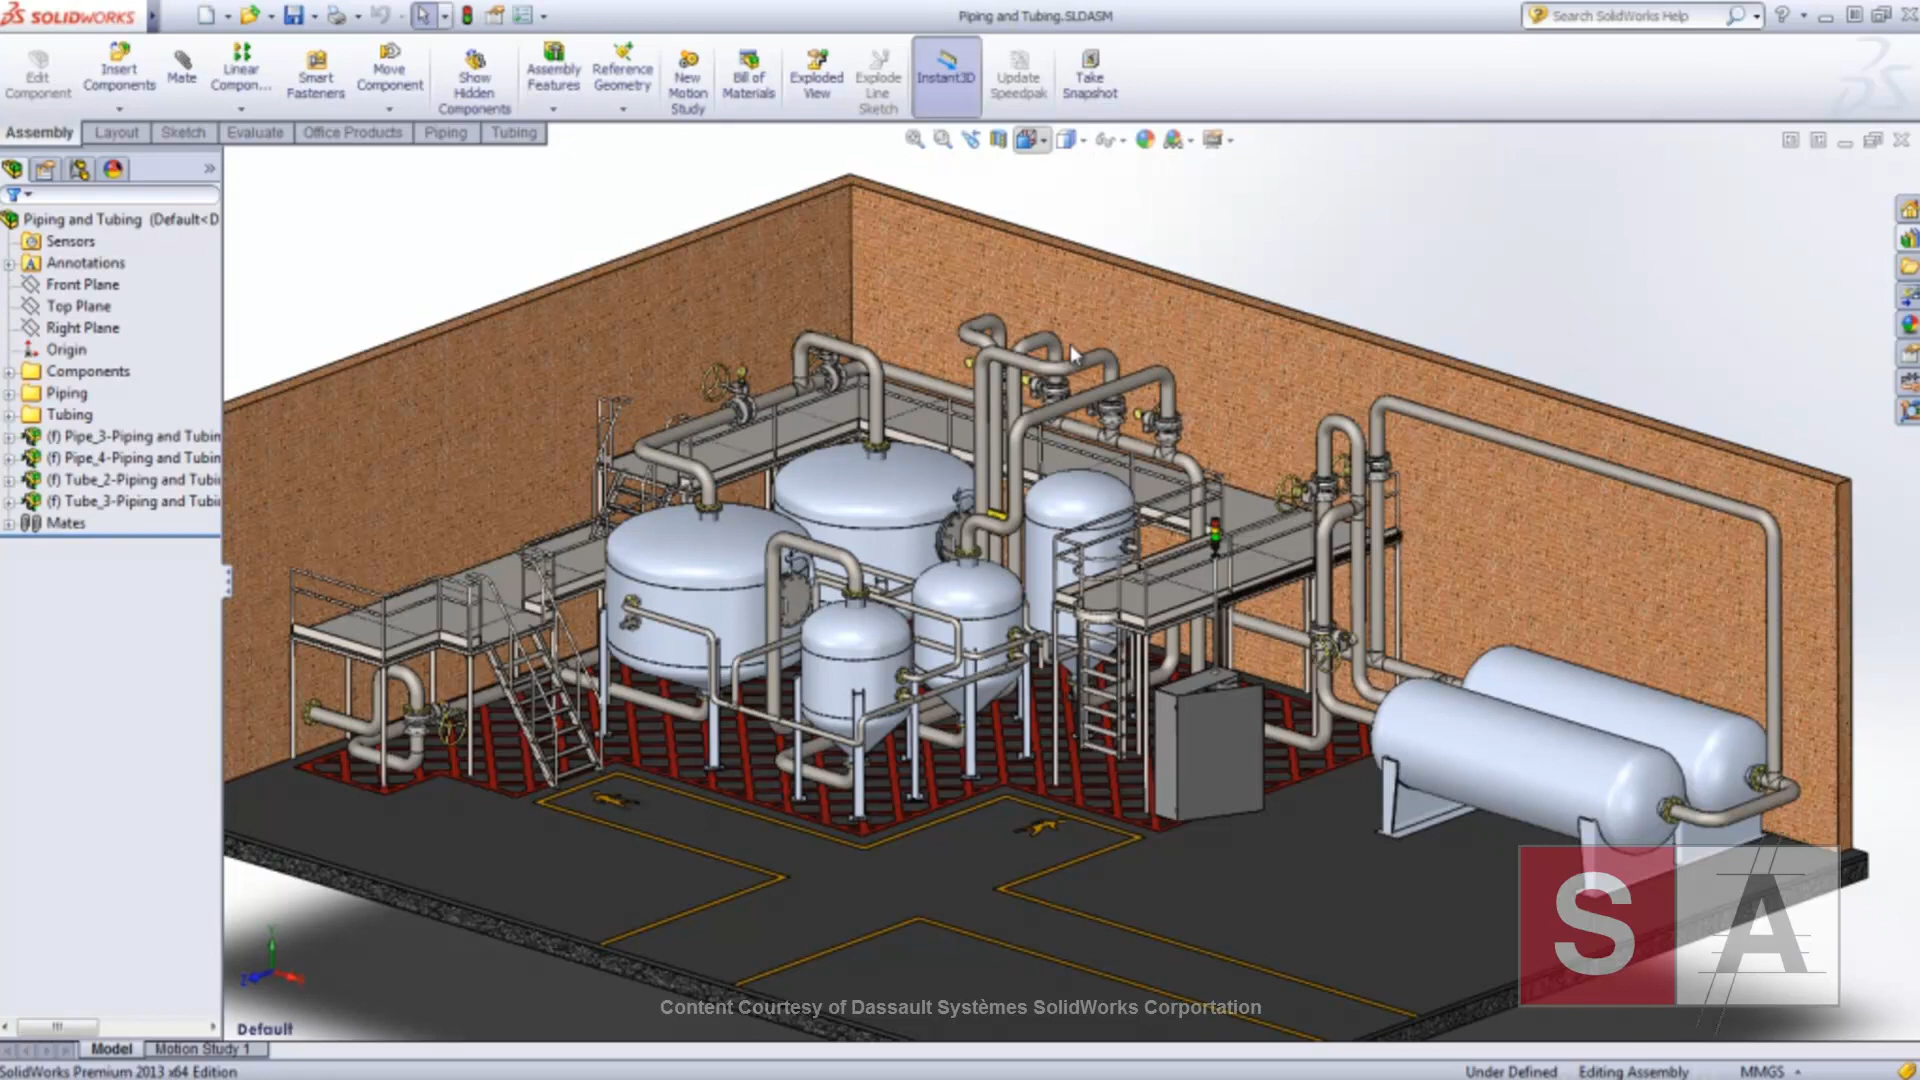 SOLIDWORKS
Piping and Tubing.SLDASM
Search SolidWorks Help
Edit Component
Insert Components
Mate
Linear Compon...
Smart Fasteners
Move Component
Show Hidden Components
Assembly Features
Reference Geometry
New Motion Study
Bill of Materials
Exploded View
Explode Line Sketch
Instant3D
Update Speedpak
Take Snapshot
Assembly
Layout
Sketch
Evaluate
Office Products
Piping
Tubing
Piping and Tubing (Default<D
Sensors
Annotations
Front Plane
Top Plane
Right Plane
Origin
Components
Piping
Tubing
(f) Pipe_3-Piping and Tubin
(f) Pipe_4-Piping and Tubin
(f) Tube_2-Piping and Tubi
(f) Tube_3-Piping and Tubi
Mates
S A
Content Courtesy of Dassault Systèmes SolidWorks Corportation
Default
Model
Motion Study 1
SolidWorks Premium 2013 x64 Edition
Under Defined
Editing Assembly
MMGS